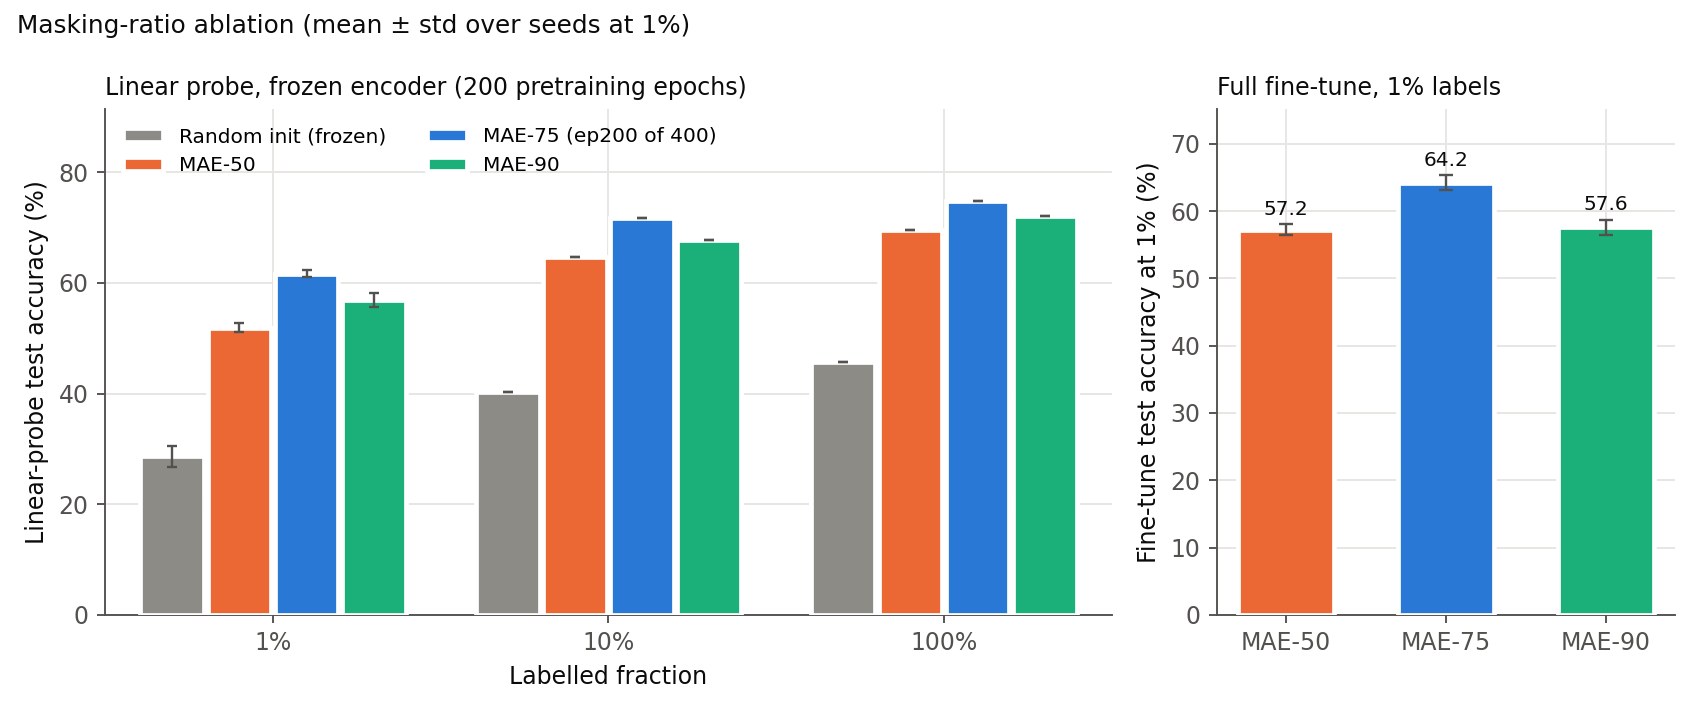 Masking-ratio ablation (mean ± std over seeds at 1%)
Linear probe, frozen encoder (200 pretraining epochs)
Random init (frozen)
MAE-50
MAE-75 (ep200 of 400)
MAE-90
Linear-probe test accuracy (%)
80
60
40
20
0
1%
10%
100%
Labelled fraction
Full fine-tune, 1% labels
Fine-tune test accuracy at 1% (%)
70
60
50
40
30
20
10
0
57.2
64.2
57.6
MAE-50
MAE-75
MAE-90